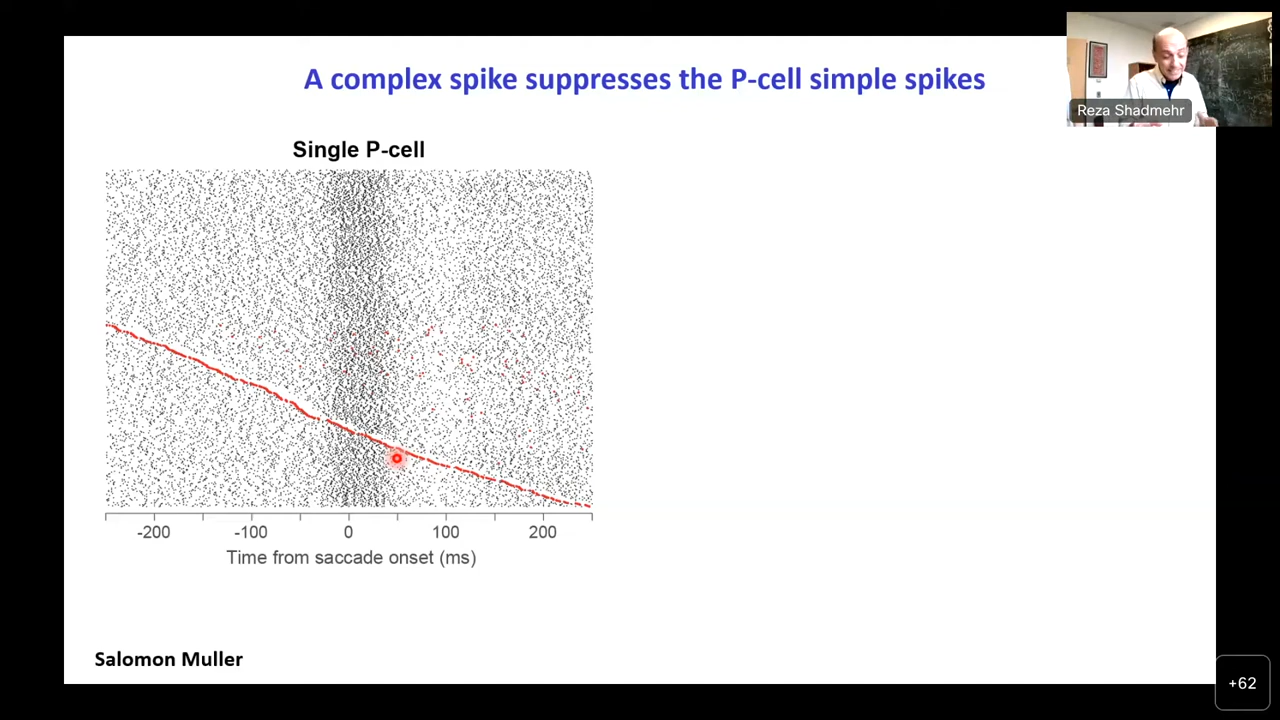 A complex spike suppresses the P-cell simple spikes
Reza Shadmehr
Single P-cell
-200 -100 0 100 200
Time from saccade onset (ms)
Salomon Muller
+62